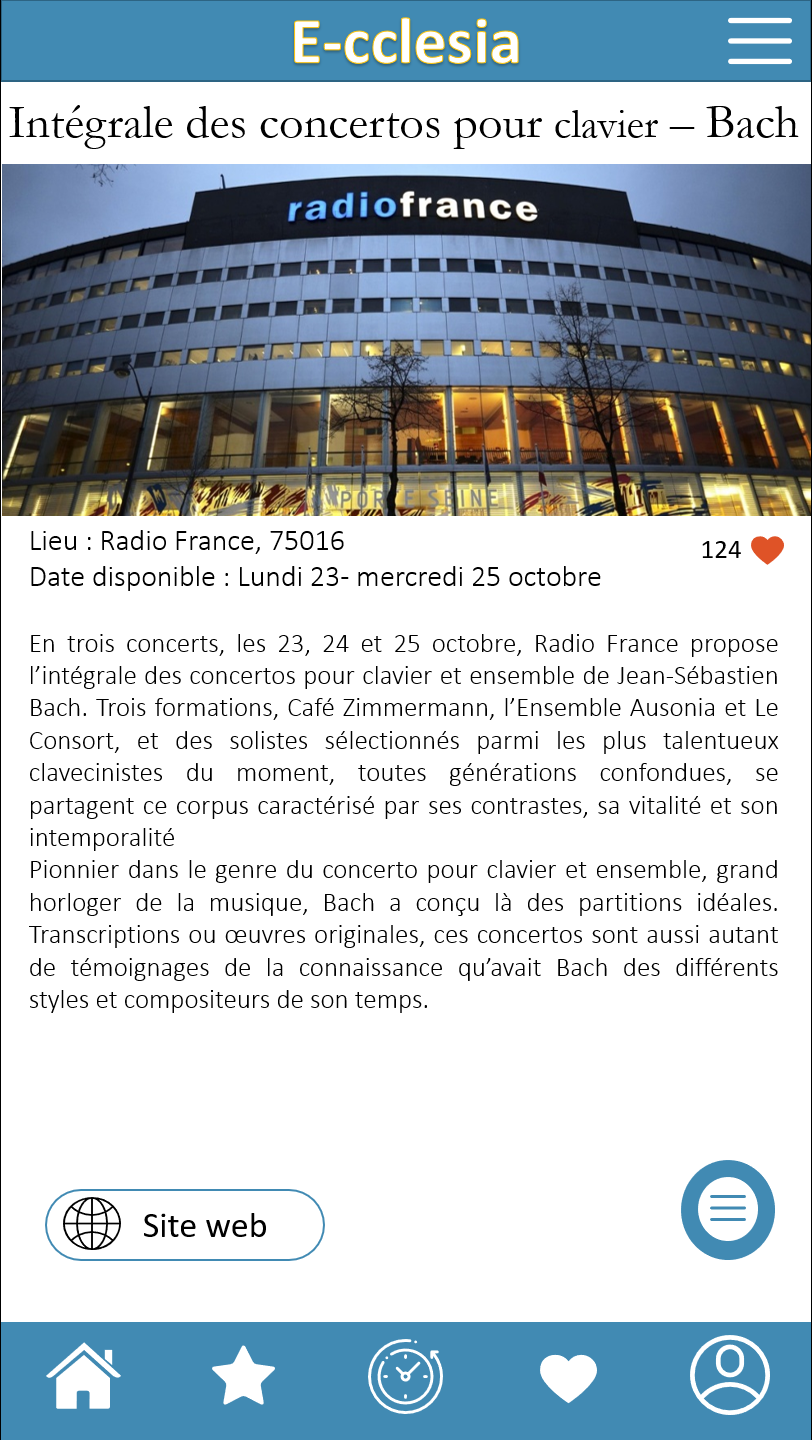 E-cclesia
Intégrale des concertos pour clavier – Bach
radiofrance
PORTE SEINE
Lieu : Radio France, 75016
124
Date disponible : Lundi 23- mercredi 25 octobre
En trois concerts, les 23, 24 et 25 octobre, Radio France propose
l’intégrale des concertos pour clavier et ensemble de Jean-Sébastien
Bach. Trois formations, Café Zimmermann, l’Ensemble Ausonia et Le
Consort, et des solistes sélectionnés parmi les plus talentueux
clavecinistes du moment, toutes générations confondues, se
partagent ce corpus caractérisé par ses contrastes, sa vitalité et son
intemporalité
Pionnier dans le genre du concerto pour clavier et ensemble, grand
horloger de la musique, Bach a conçu là des partitions idéales.
Transcriptions ou œuvres originales, ces concertos sont aussi autant
de témoignages de la connaissance qu’avait Bach des différents
styles et compositeurs de son temps.
Site web